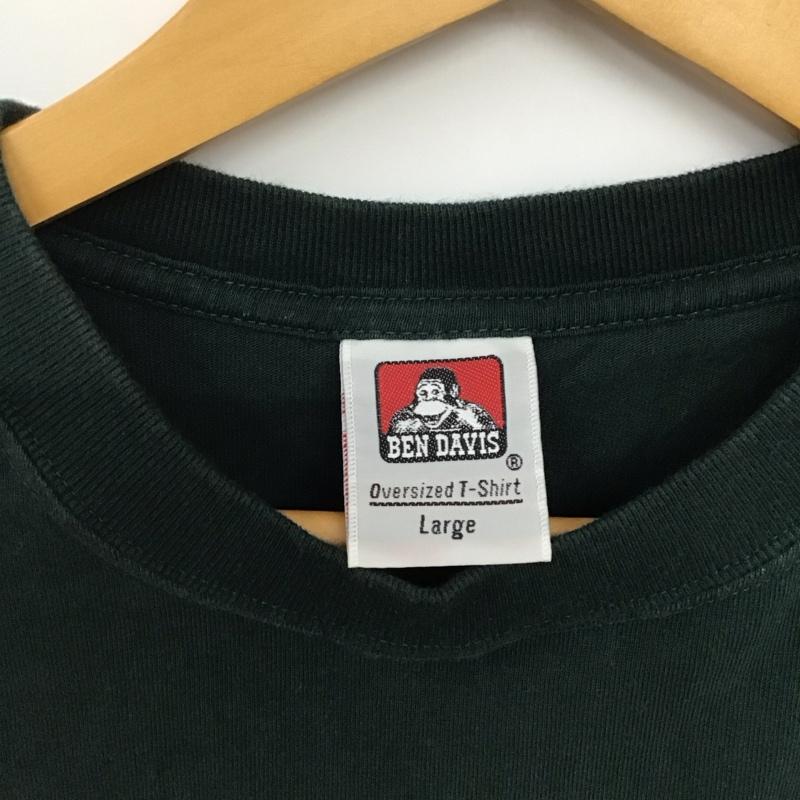 BEN DAVIS
®
Oversized T-Shirt
Large